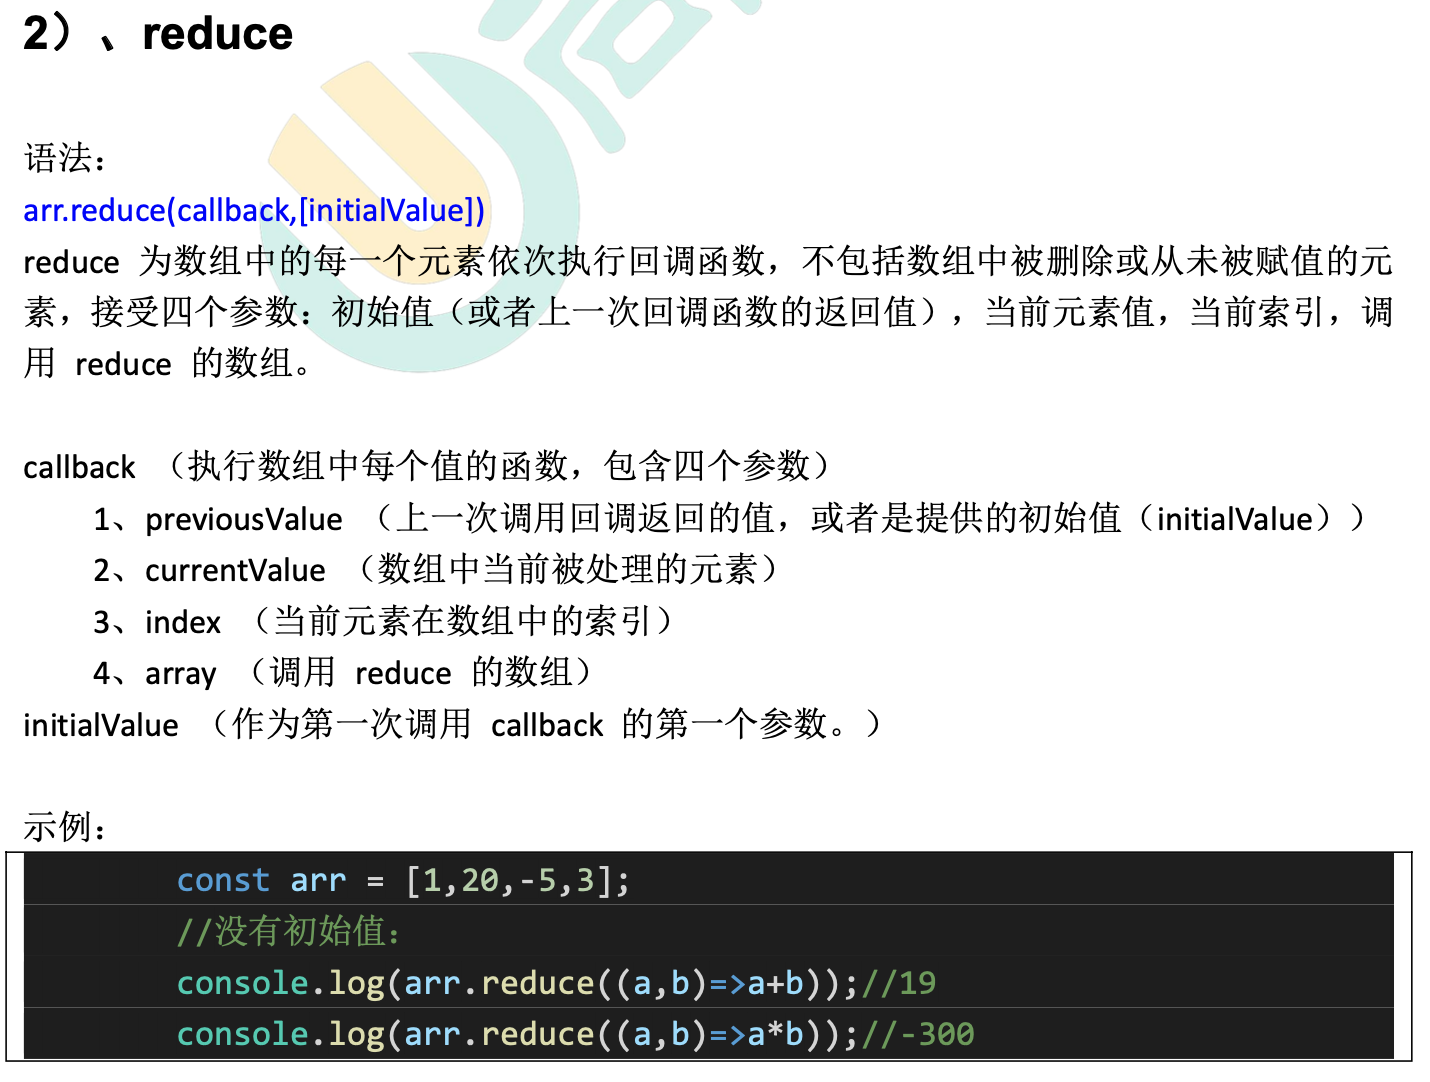 2）、reduce
语法：
arr.reduce(callback,[initialValue])
reduce 为数组中的每一个元素依次执行回调函数，不包括数组中被删除或从未被赋值的元
素，接受四个参数：初始值（或者上一次回调函数的返回值），当前元素值，当前索引，调
用 reduce 的数组。
callback （执行数组中每个值的函数，包含四个参数）
1、previousValue （上一次调用回调返回的值，或者是提供的初始值（initialValue））
2、currentValue （数组中当前被处理的元素）
3、index （当前元素在数组中的索引）
4、array （调用 reduce 的数组）
initialValue （作为第一次调用 callback 的第一个参数。）
示例：
const arr = [1,20,-5,3];
//没有初始值：
console.log(arr.reduce((a,b)=>a+b));//19
console.log(arr.reduce((a,b)=>a*b));//-300